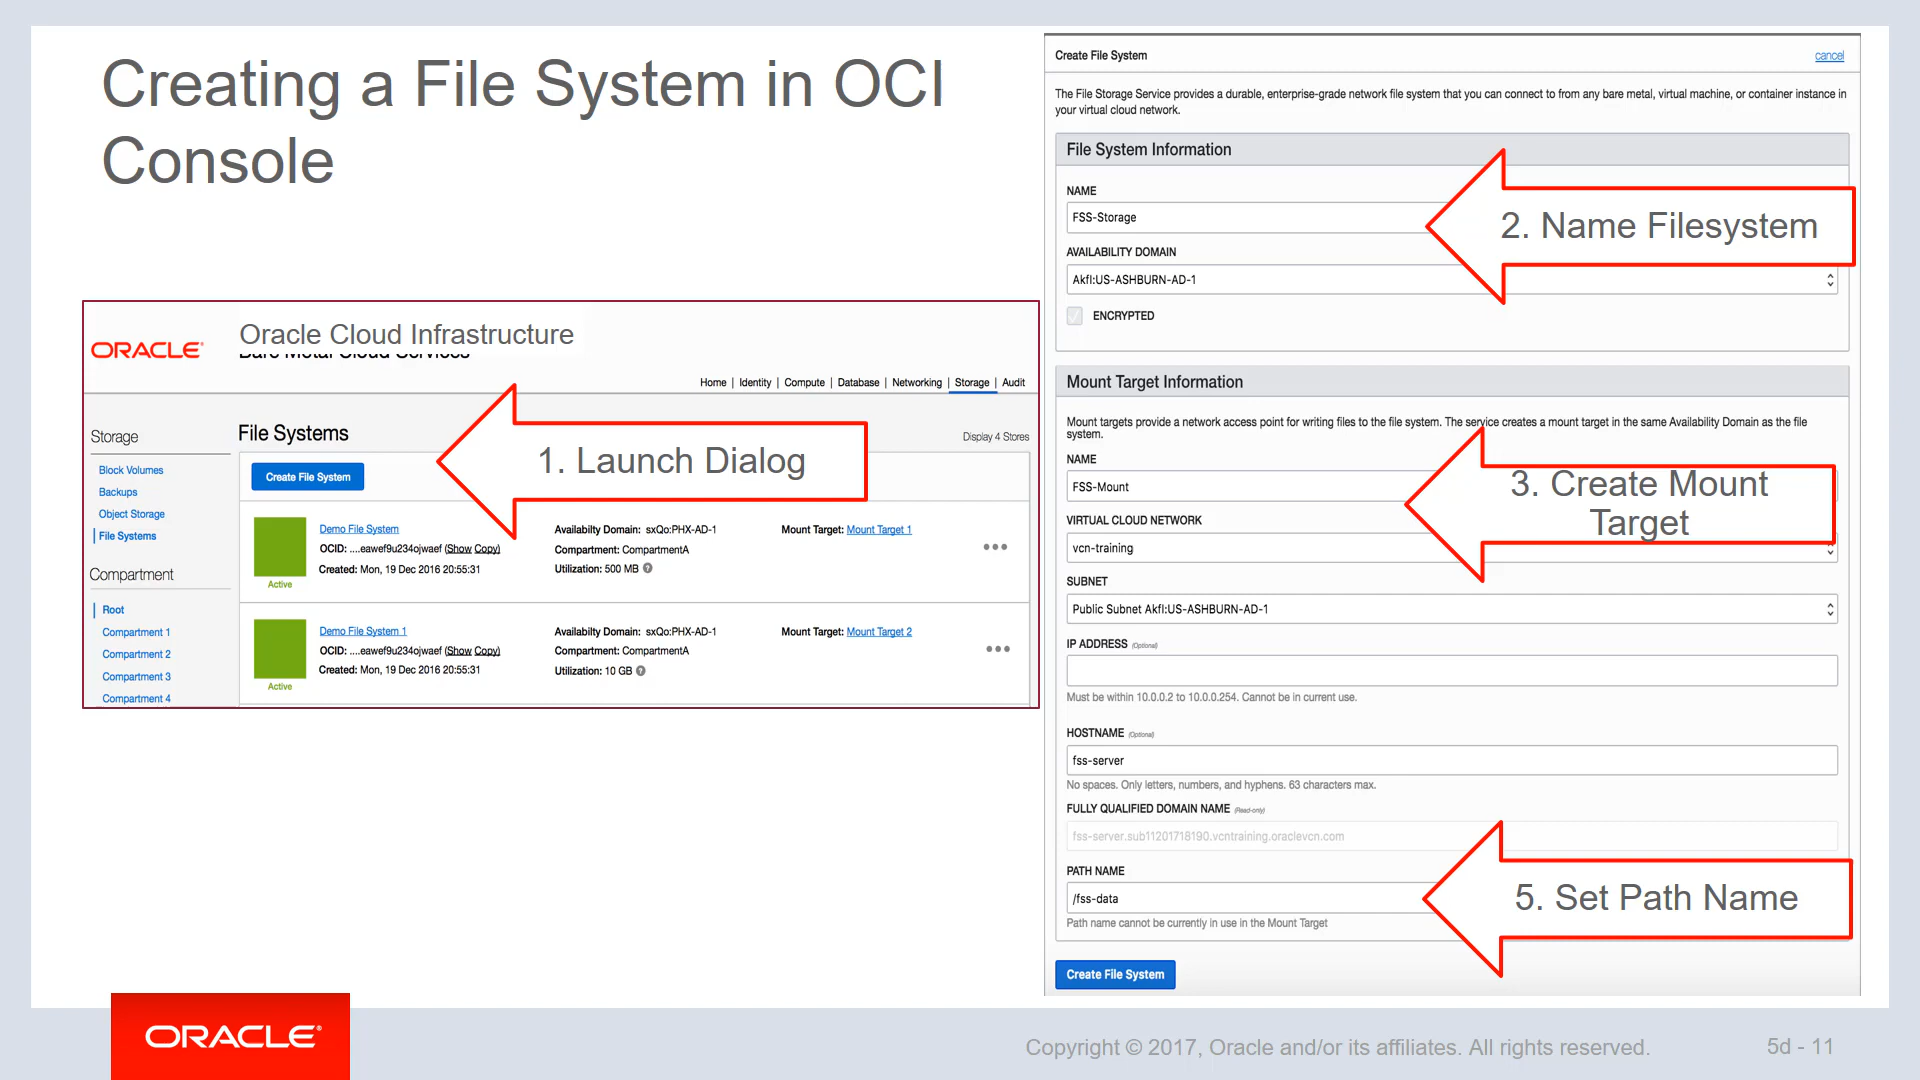 Creating a File System in OCI
Console
ORACLE
Oracle Cloud Infrastructure
Bare Metal Cloud Services
Home | Identity | Compute | Database | Networking | Storage | Audit
Storage
Block Volumes
Backups
Object Storage
File Systems
Compartment
Root
Compartment 1
Compartment 2
Compartment 3
Compartment 4
File Systems
Display 4 Stores
Create File System
1. Launch Dialog
Demo File System
OCID: ....eawef9u234ojwaef (Show Copy)
Created: Mon, 19 Dec 2016 20:55:31
Active
Availabilty Domain: sxQo:PHX-AD-1
Compartment: CompartmentA
Utilization: 500 MB ?
Mount Target: Mount Target 1
Demo File System 1
OCID: ....eawef9u234ojwaef (Show Copy)
Created: Mon, 19 Dec 2016 20:55:31
Active
Availabilty Domain: sxQo:PHX-AD-1
Compartment: CompartmentA
Utilization: 10 GB ?
Mount Target: Mount Target 2
Create File System
cancel
The File Storage Service provides a durable, enterprise-grade network file system that you can connect to from any bare metal, virtual machine, or container instance in
your virtual cloud network.
File System Information
NAME
FSS-Storage
2. Name Filesystem
AVAILABILITY DOMAIN
Akfl:US-ASHBURN-AD-1
ENCRYPTED
Mount Target Information
Mount targets provide a network access point for writing files to the file system. The service creates a mount target in the same Availability Domain as the file
system.
NAME
FSS-Mount
3. Create Mount
Target
VIRTUAL CLOUD NETWORK
vcn-training
SUBNET
Public Subnet Akfl:US-ASHBURN-AD-1
IP ADDRESS (Optional)
Must be within 10.0.0.2 to 10.0.0.254. Cannot be in current use.
HOSTNAME (Optional)
fss-server
No spaces. Only letters, numbers, and hyphens. 63 characters max.
FULLY QUALIFIED DOMAIN NAME (Read-only)
fss-server.sub11201718190.vcntraining.oraclevcn.com
PATH NAME
/fss-data
5. Set Path Name
Path name cannot be currently in use in the Mount Target
Create File System
ORACLE
Copyright © 2017, Oracle and/or its affiliates. All rights reserved.
5d - 11